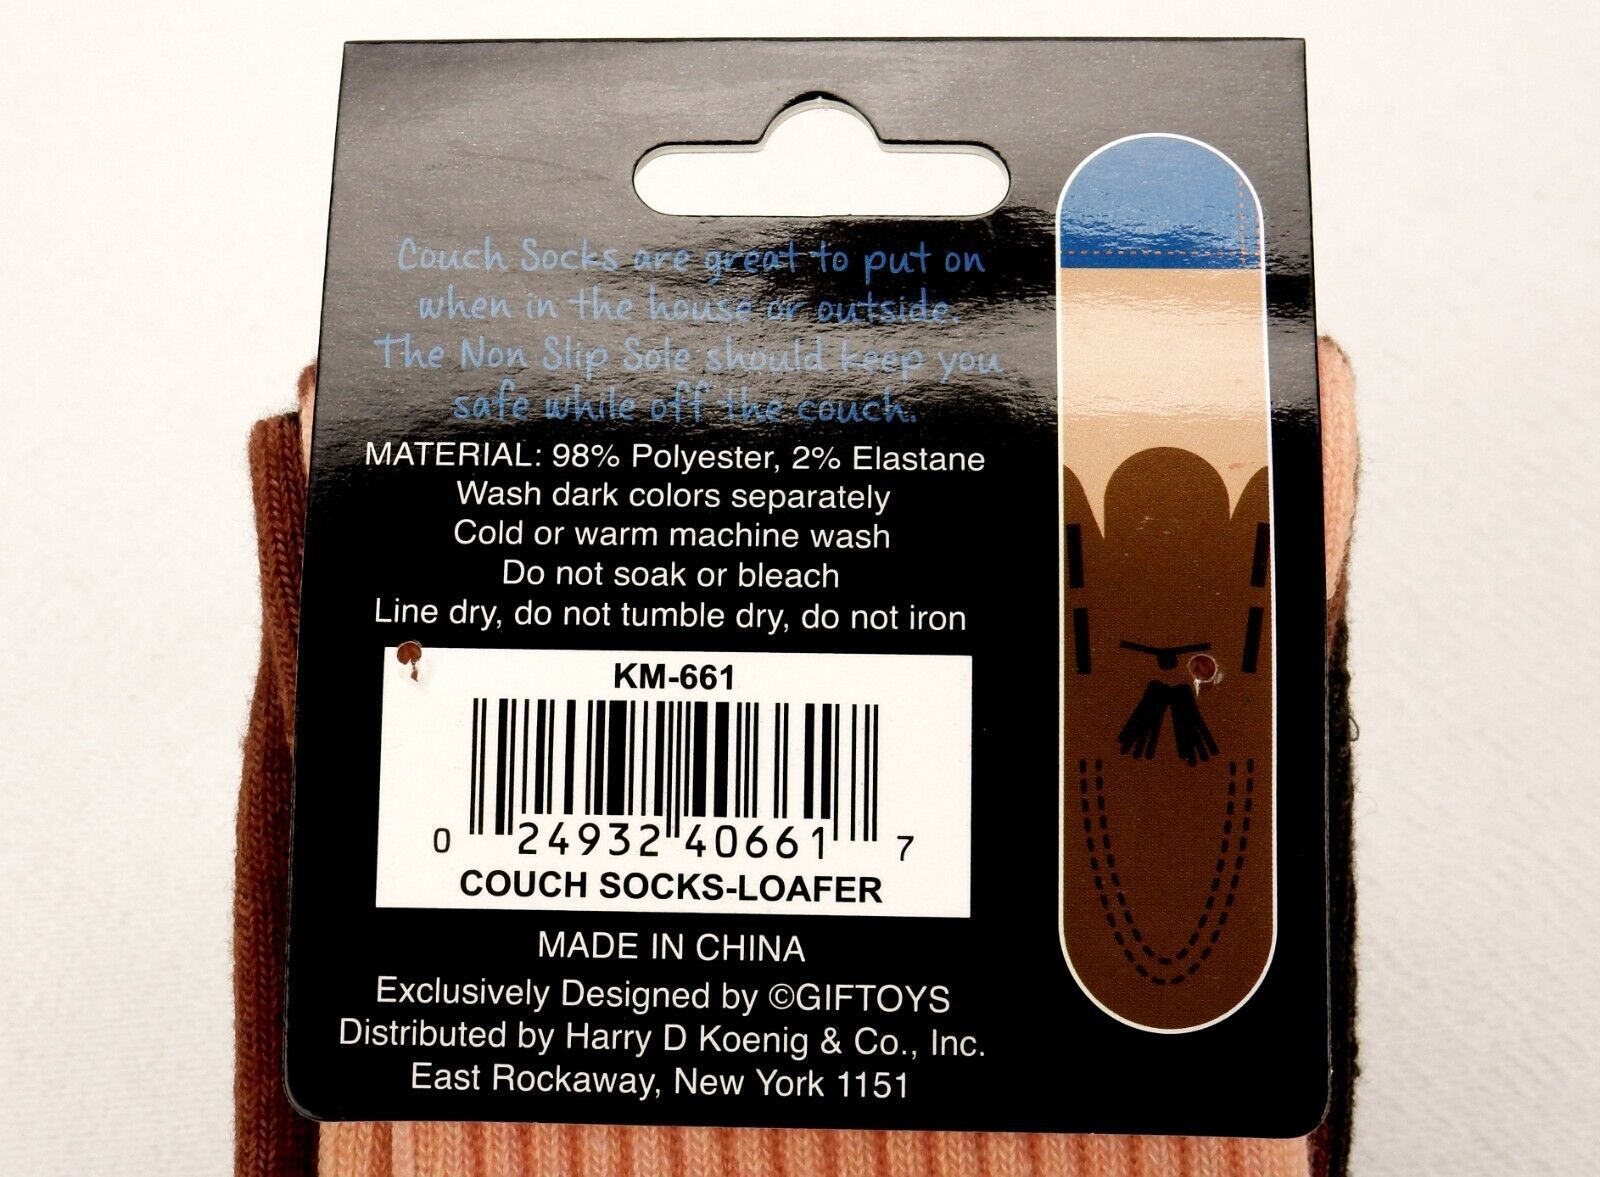 Couch Socks are great to put on
when in the house or outside.
The Non Slip Sole should keep you
safe while off the couch.
MATERIAL: 98% Polyester, 2% Elastane
Wash dark colors separately
Cold or warm machine wash
Do not soak or bleach
Line dry, do not tumble dry, do not iron
KM-661
0 24932 40661 7
COUCH SOCKS-LOAFER
MADE IN CHINA
Exclusively Designed by ©GIFTOYS
Distributed by Harry D Koenig & Co., Inc.
East Rockaway, New York 1151